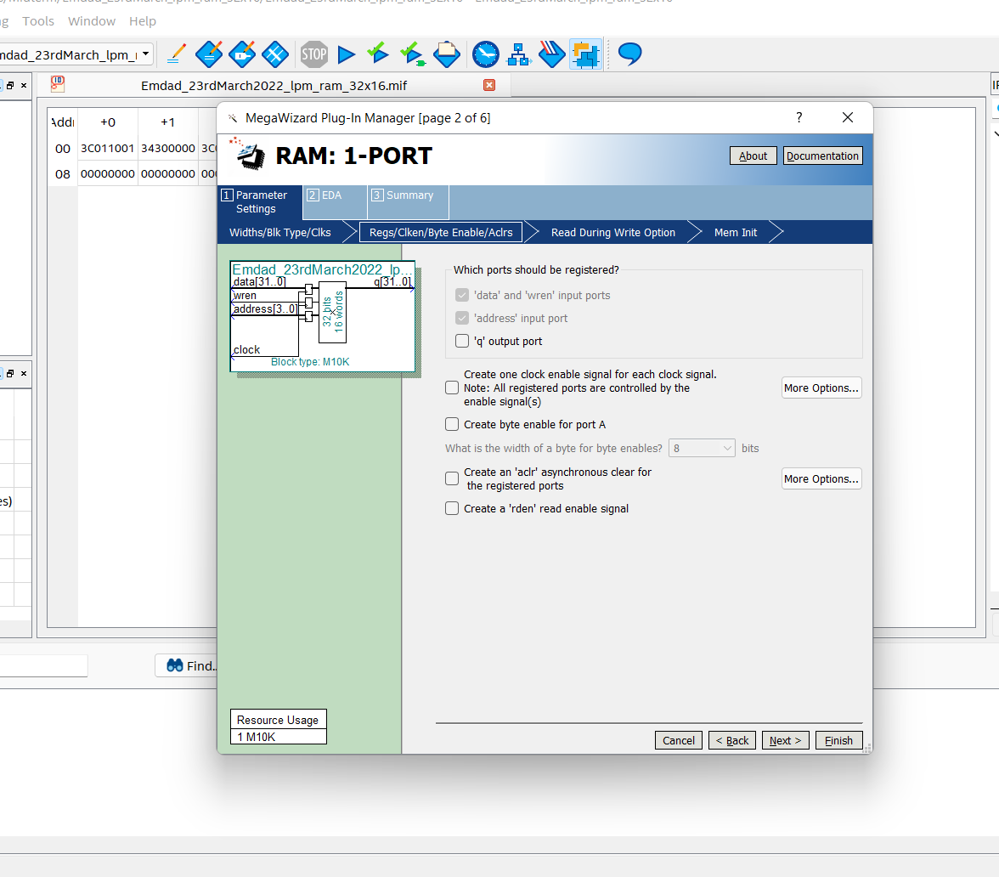 Tools Window Help
STOP
Emdad_23rdMarch2022_lpm_ram_32x16.mif
Addr +0 +1
00 3C011001 34300000 3C0
08 00000000 00000000 000
MegaWizard Plug-In Manager [page 2 of 6]
?
RAM: 1-PORT
About
Documentation
1 Parameter Settings
2 EDA
3 Summary
Widths/Blk Type/Clks
Regs/Clken/Byte Enable/Aclrs
Read During Write Option
Mem Init
Emdad_23rdMarch2022_lp...
data[31..0]
q[31..0]
wren
address[3..0]
32 bits
16 words
clock
Block type: M10K
Which ports should be registered?
'data' and 'wren' input ports
'address' input port
'q' output port
Create one clock enable signal for each clock signal.
Note: All registered ports are controlled by the
enable signal(s)
More Options...
Create byte enable for port A
What is the width of a byte for byte enables? 8 bits
Create an 'aclr' asynchronous clear for
the registered ports
More Options...
Create a 'rden' read enable signal
Find...
Resource Usage
1 M10K
Cancel
< Back
Next >
Finish